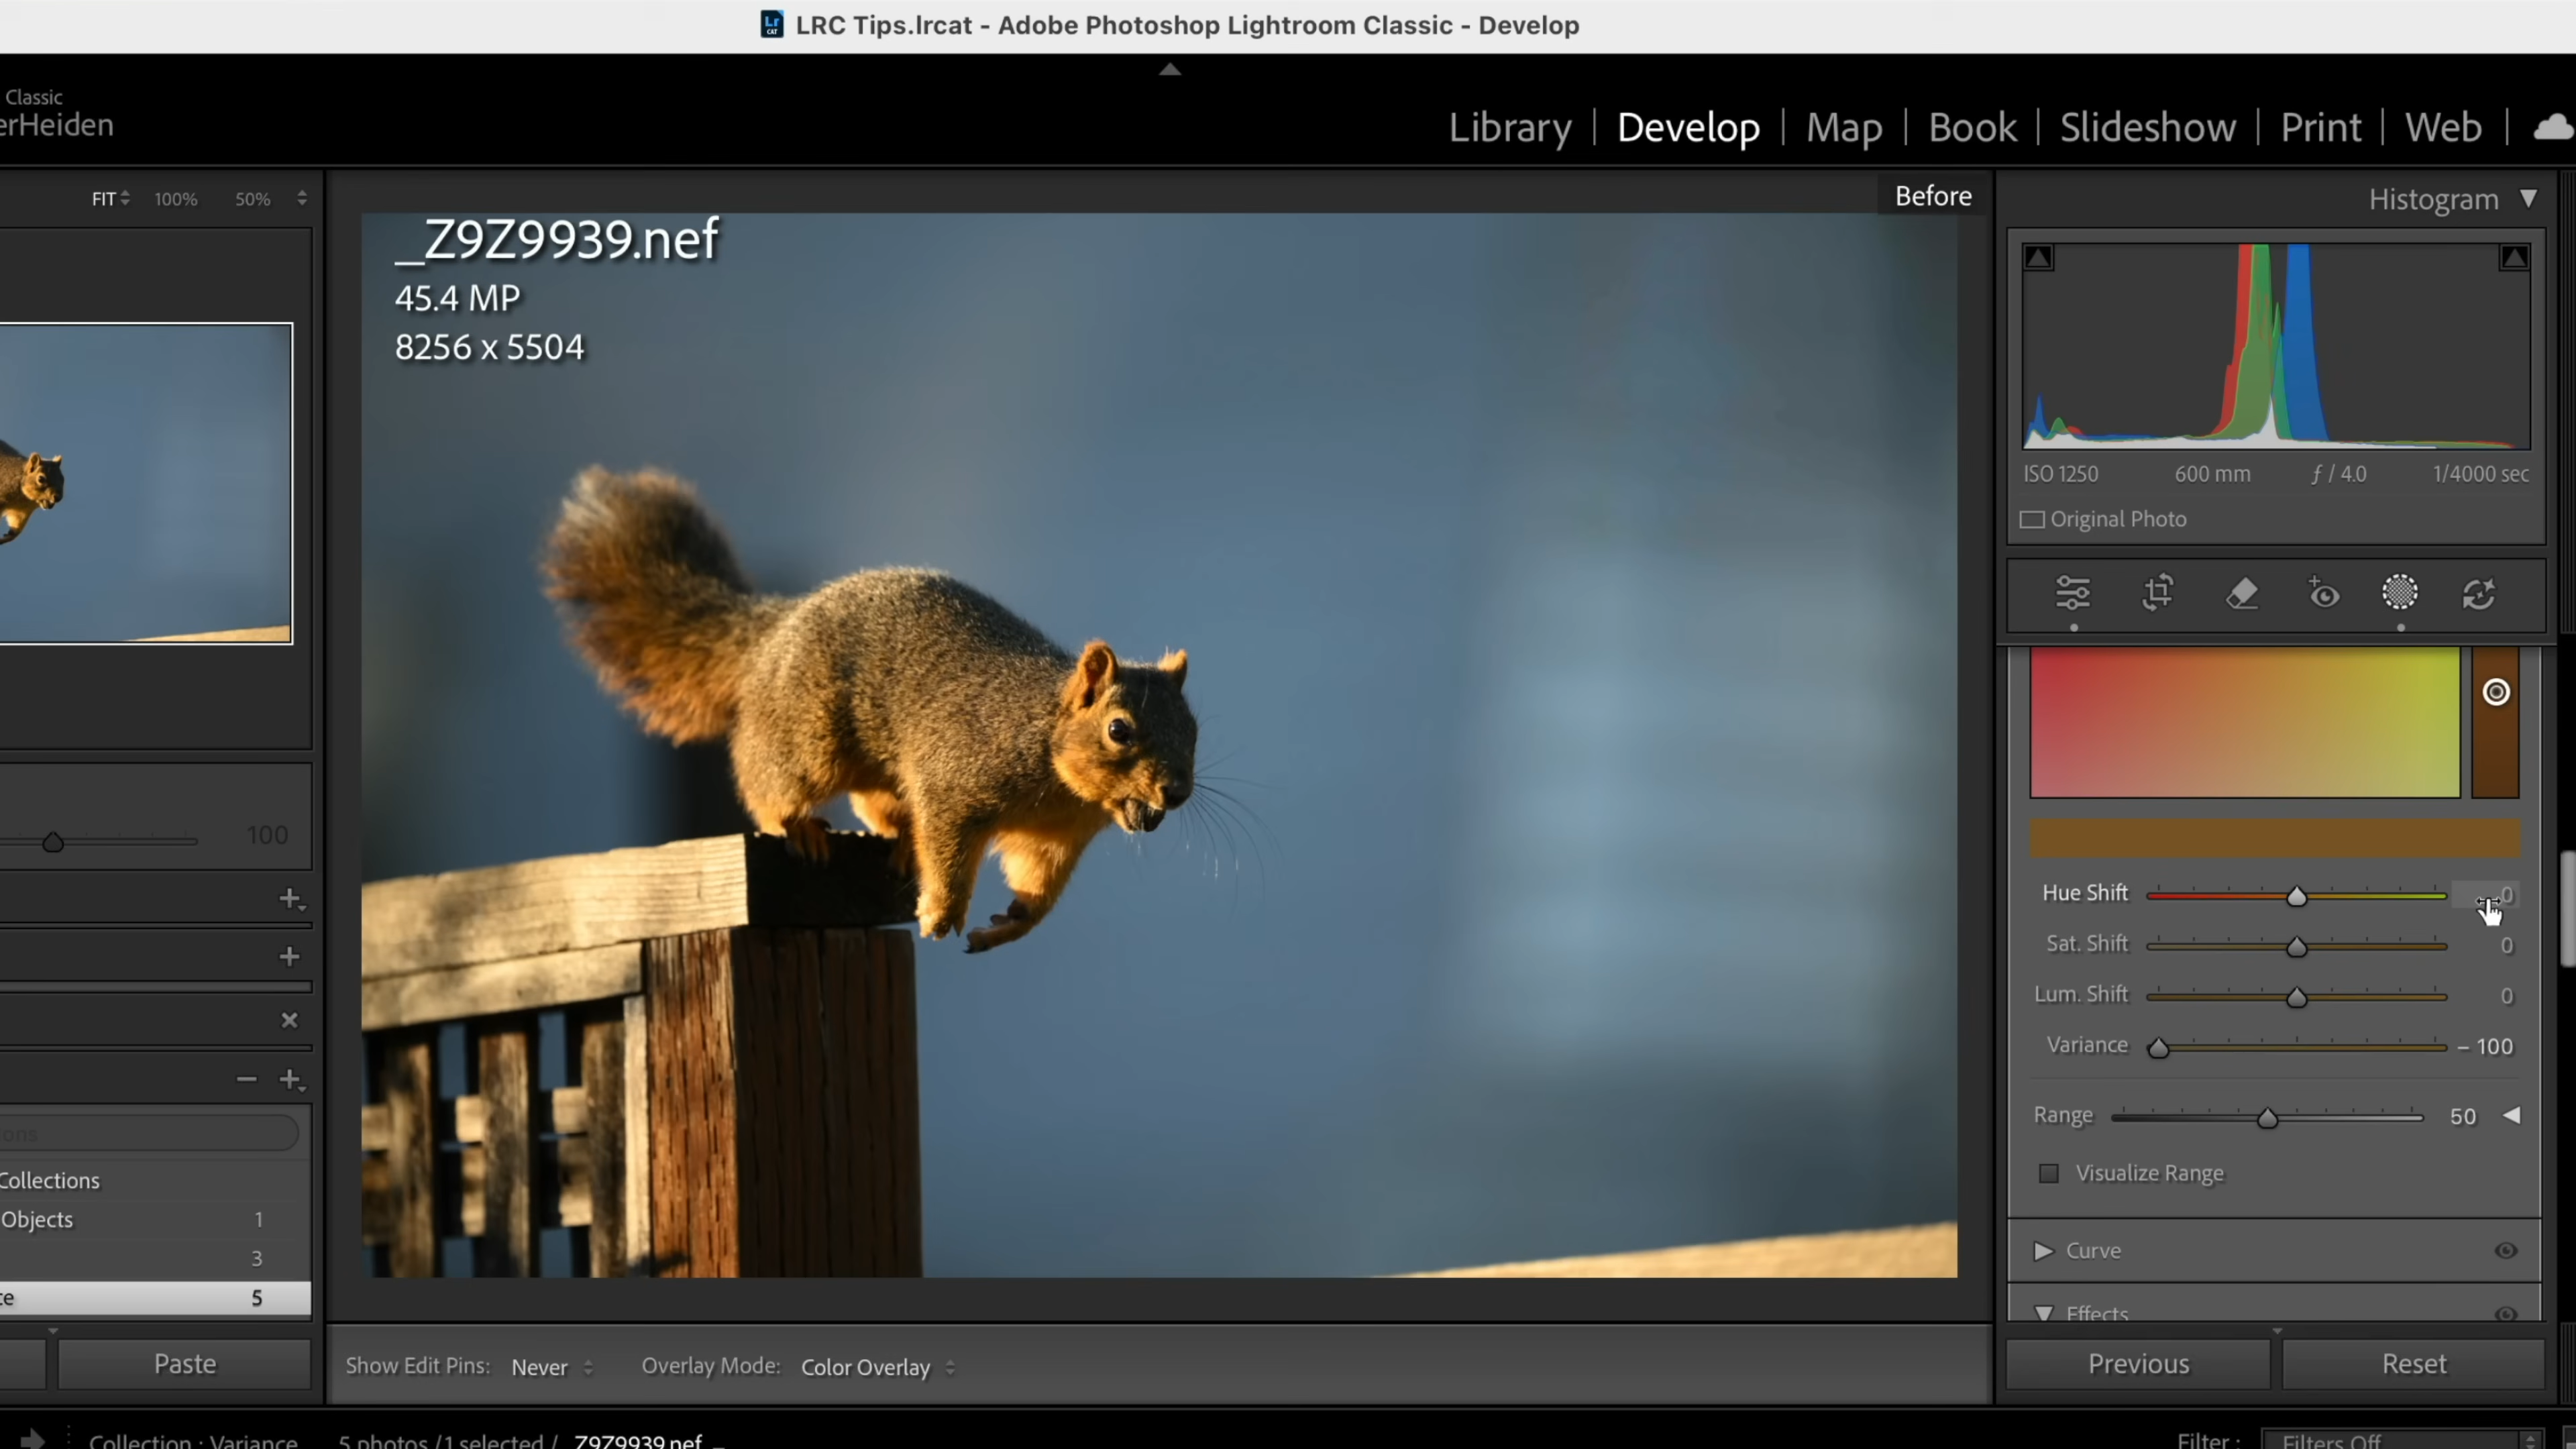 LRC Tips.lrcat - Adobe Photoshop Lightroom Classic - Develop
Classic
erHeiden
Library | Develop | Map | Book | Slideshow | Print | Web |
FIT 100% 50%
Before
Histogram
_Z9Z9939.nef
45.4 MP
8256 x 5504
ISO 1250 600 mm ƒ / 4.0 1/4000 sec
Original Photo
100
Hue Shift 0
Sat. Shift 0
Lum. Shift 0
Variance – 100
Range 50
Visualize Range
Collections
Objects 1
3
5
Curve
Effects
Paste
Show Edit Pins: Never Overlay Mode: Color Overlay
Previous Reset
Collection : Variance 5 photos / 1 selected / _Z9Z9939.nef
Filter : Filters Off